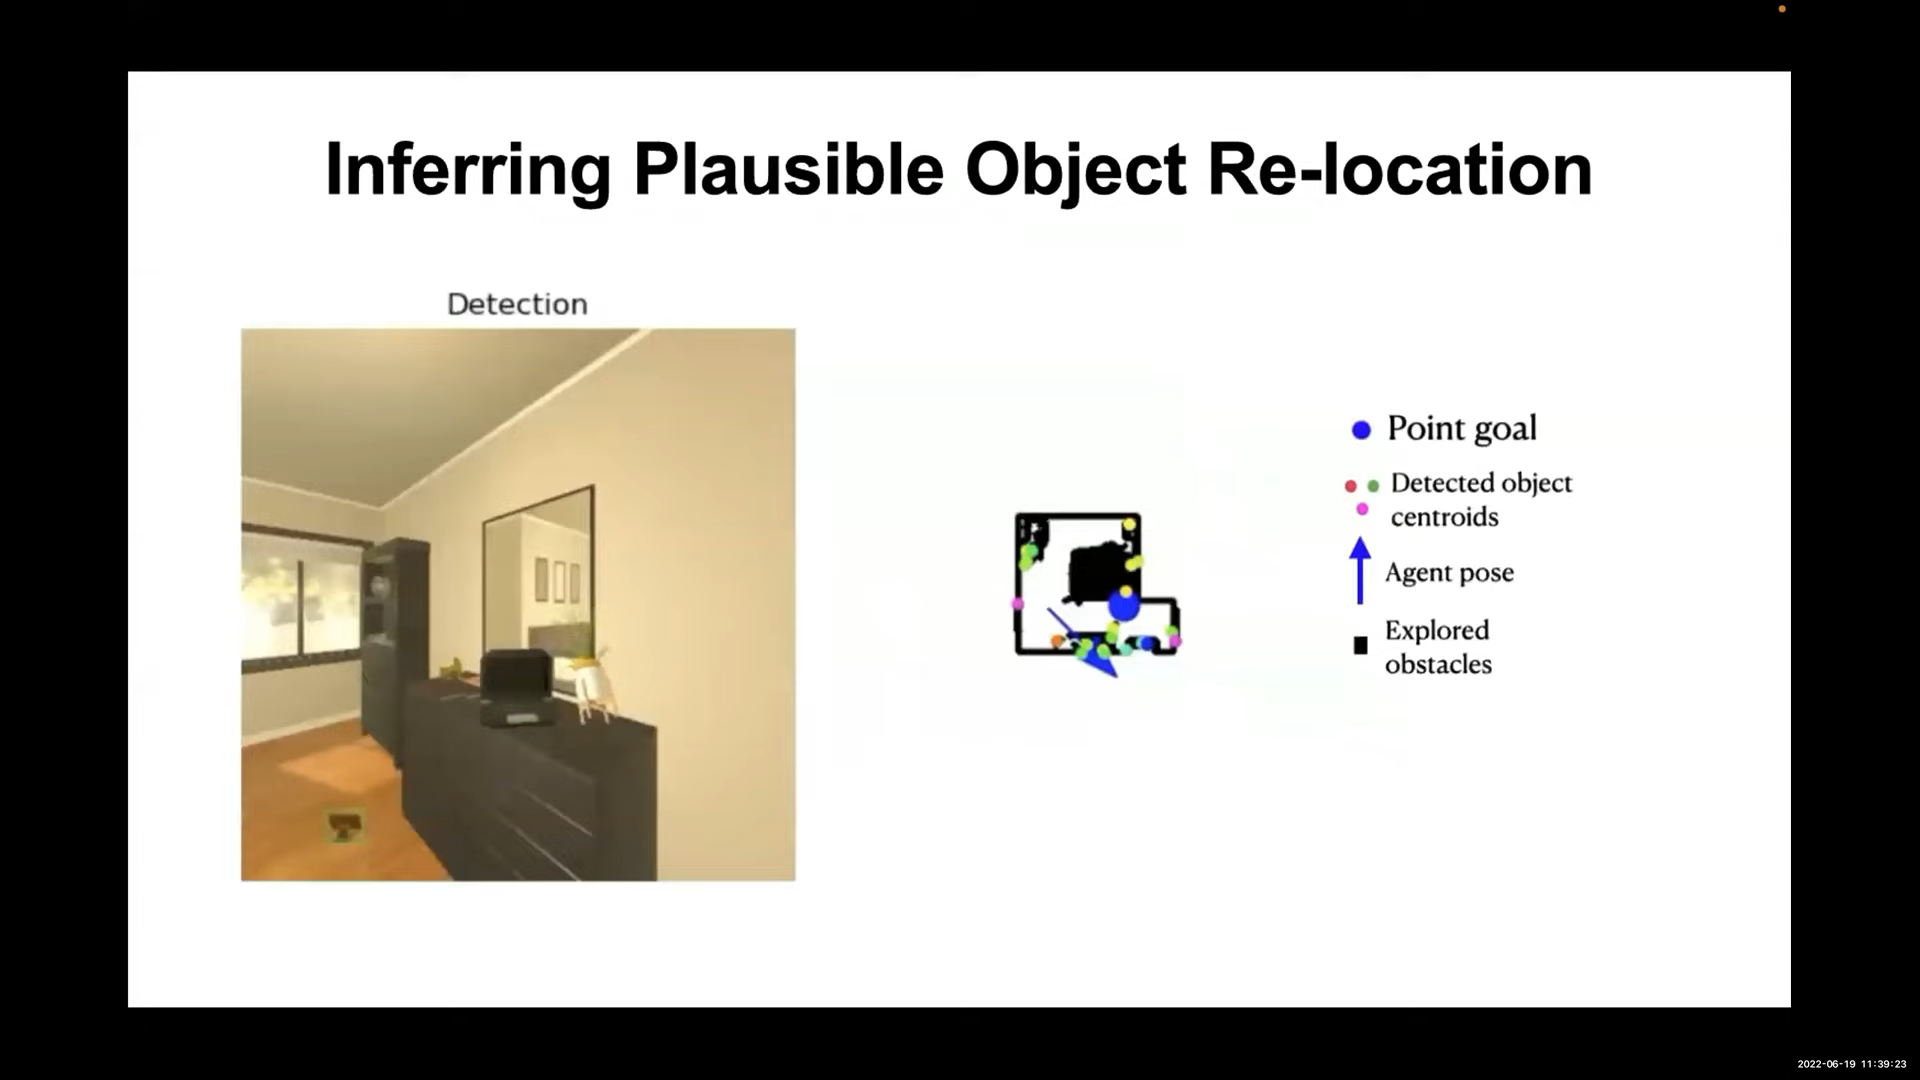 Inferring Plausible Object Re-location
Detection
Point goal
Detected object
centroids
Agent pose
Explored
obstacles
2022-06-19 11:39:23